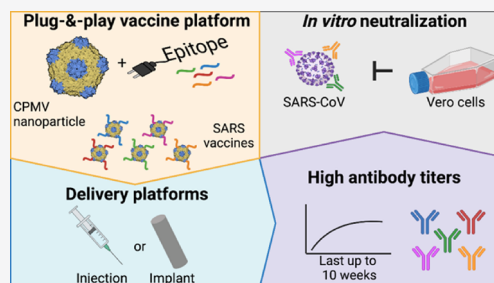 Plug-&-play vaccine platform
Epitope
+
CPMV
nanoparticle
SARS
vaccines
In vitro neutralization
SARS-CoV
Vero cells
Delivery platforms
or
Injection
Implant
High antibody titers
Last up to
10 weeks